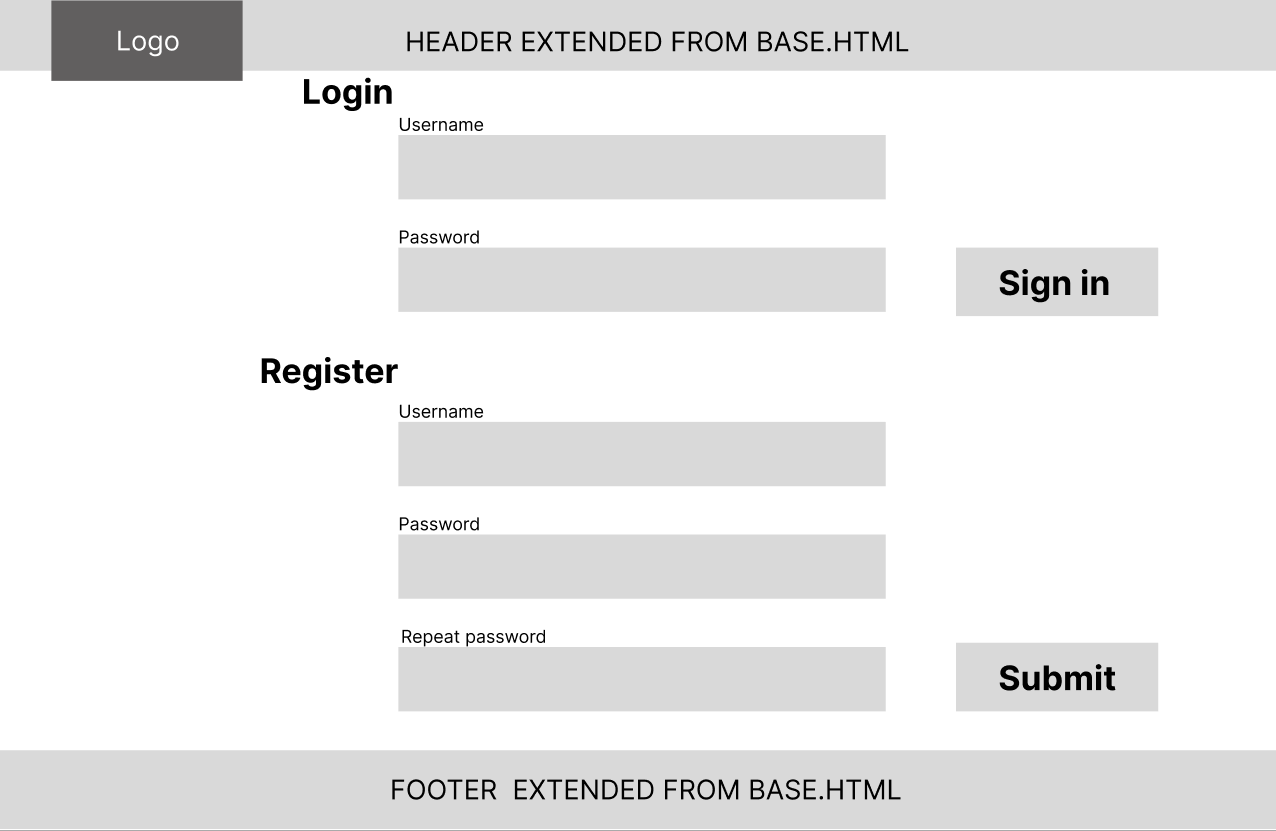 Logo
HEADER EXTENDED FROM BASE.HTML
Login
Username
Password
Sign in
Register
Username
Password
Repeat password
Submit
FOOTER  EXTENDED FROM BASE.HTML